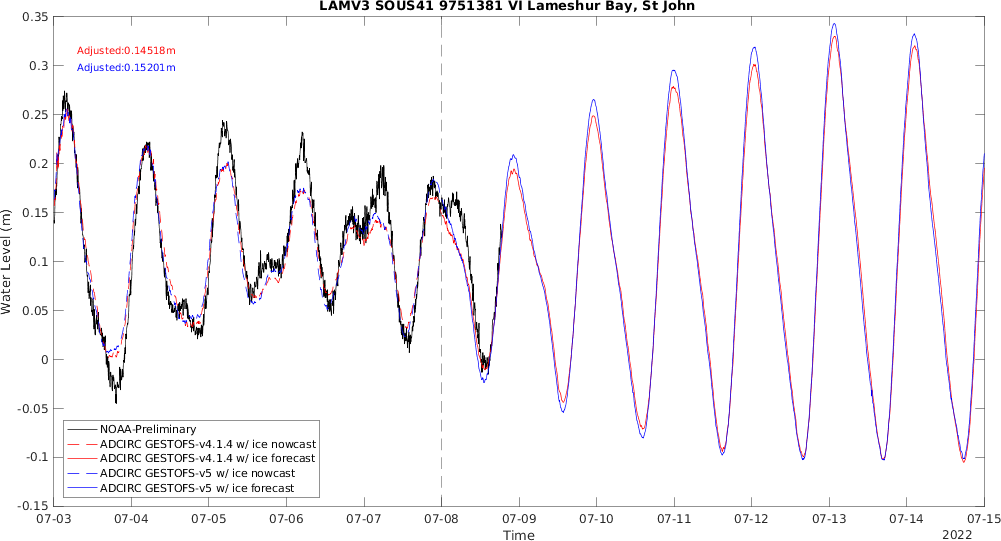 LAMV3 SOUS41 9751381 VI Lameshur Bay, St John
0.35
0.3
0.25
0.2
0.15
0.1
0.05
0
-0.05
-0.1
-0.15
Water Level (m)
Adjusted:0.14518m
Adjusted:0.15201m
NOAA-Preliminary
ADCIRC GESTOFS-v4.1.4 w/ ice nowcast
ADCIRC GESTOFS-v4.1.4 w/ ice forecast
ADCIRC GESTOFS-v5 w/ ice nowcast
ADCIRC GESTOFS-v5 w/ ice forecast
07-03 07-04 07-05 07-06 07-07 07-08 07-09 07-10 07-11 07-12 07-13 07-14 07-15
Time
2022